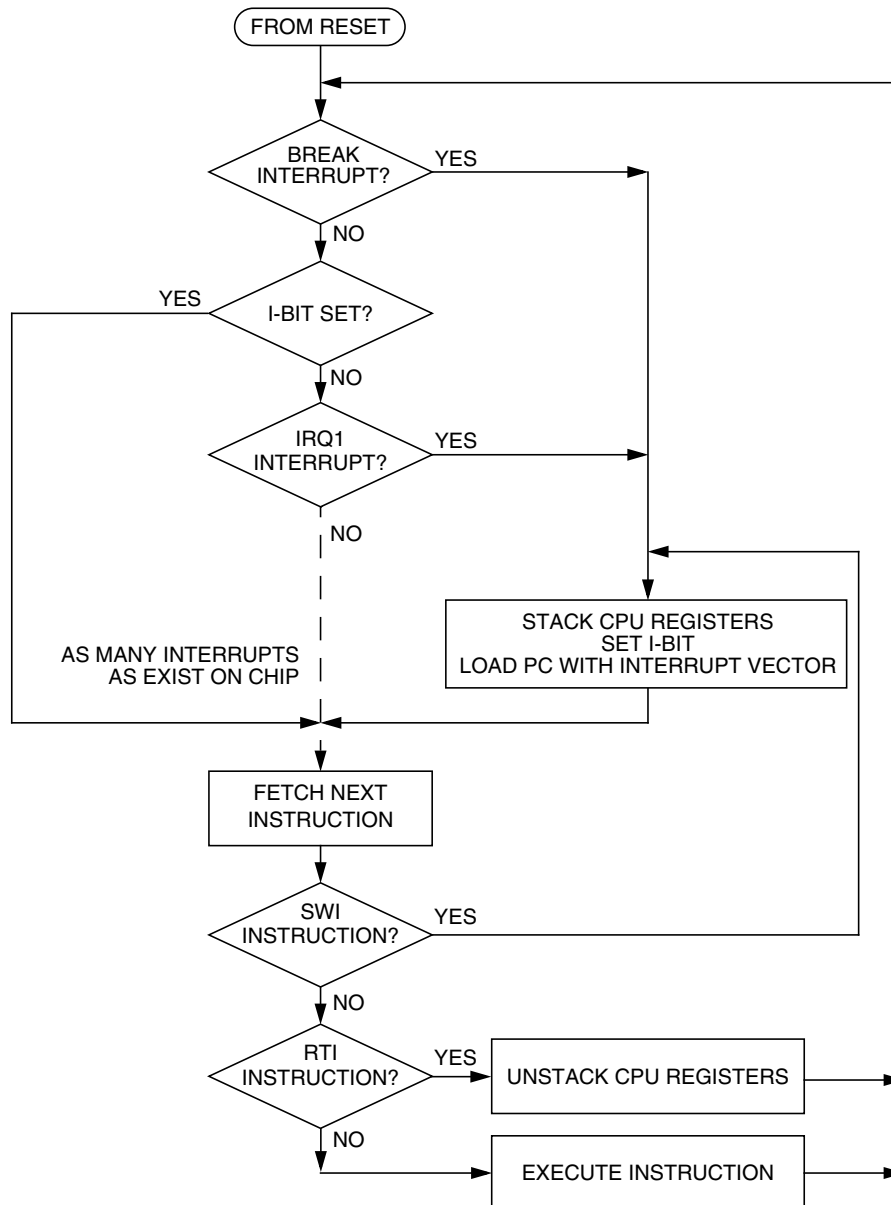 FROM RESET
BREAK
INTERRUPT?
YES
NO
YES
I-BIT SET?
NO
IRQ1
INTERRUPT?
YES
NO
STACK CPU REGISTERS
SET I-BIT
LOAD PC WITH INTERRUPT VECTOR
AS MANY INTERRUPTS
AS EXIST ON CHIP
FETCH NEXT
INSTRUCTION
SWI
INSTRUCTION?
YES
NO
RTI
INSTRUCTION?
YES
UNSTACK CPU REGISTERS
NO
EXECUTE INSTRUCTION